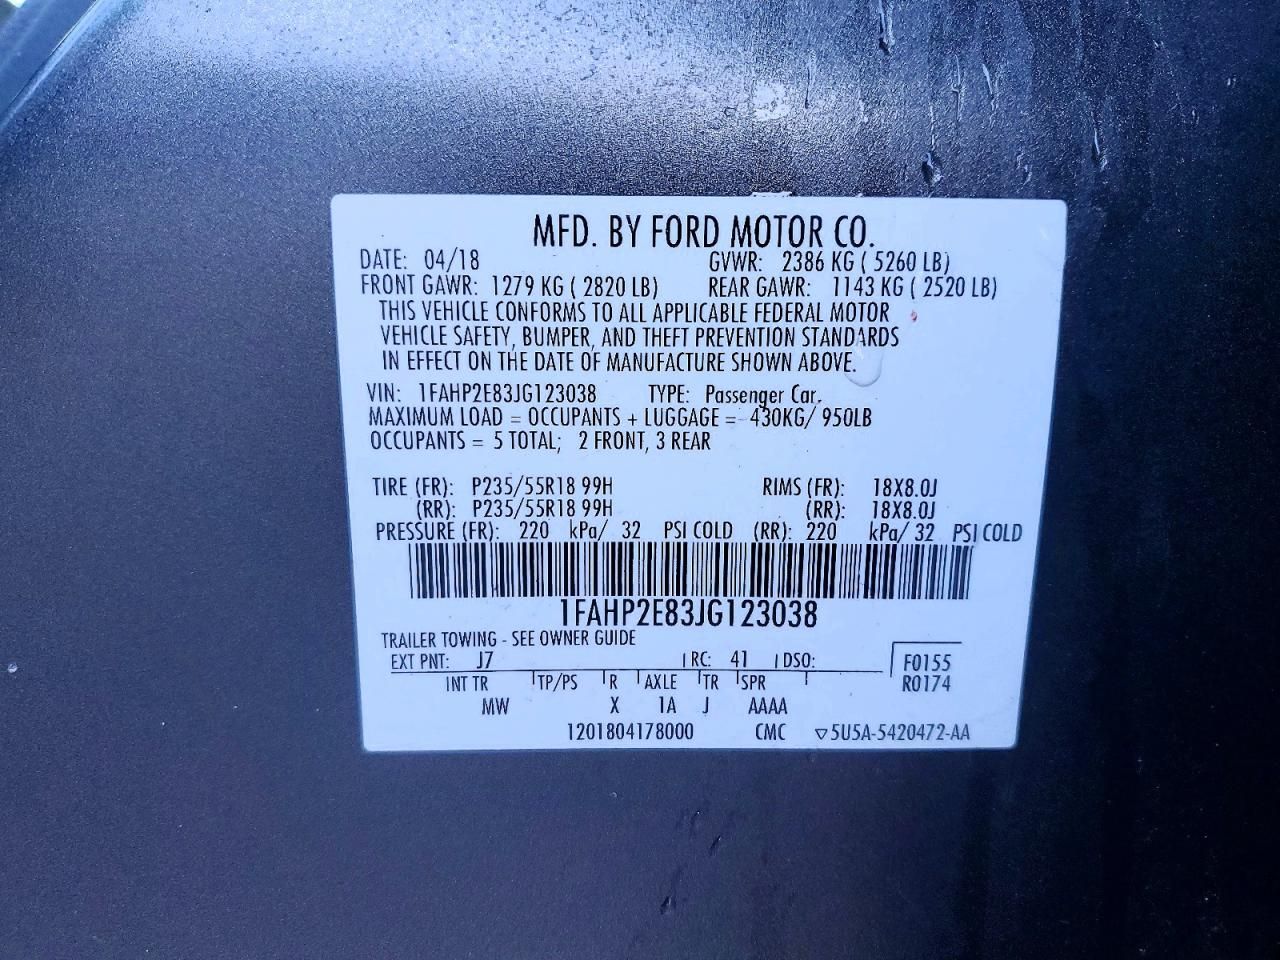 MFD. BY FORD MOTOR CO.
DATE: 04/18 GVWR: 2386 KG ( 5260 LB)
FRONT GAWR: 1279 KG ( 2820 LB) REAR GAWR: 1143 KG ( 2520 LB)
THIS VEHICLE CONFORMS TO ALL APPLICABLE FEDERAL MOTOR
VEHICLE SAFETY, BUMPER, AND THEFT PREVENTION STANDARDS
IN EFFECT ON THE DATE OF MANUFACTURE SHOWN ABOVE.
VIN: 1FAHP2E83JG123038 TYPE: Passenger Car.
MAXIMUM LOAD = OCCUPANTS + LUGGAGE = 430KG/ 950LB
OCCUPANTS = 5 TOTAL; 2 FRONT, 3 REAR
TIRE (FR): P235/55R18 99H RIMS (FR): 18X8.0J
(RR): P235/55R18 99H (RR): 18X8.0J
PRESSURE (FR): 220 kPa/ 32 PSI COLD (RR): 220 kPa/ 32 PSI COLD
1FAHP2E83JG123038
TRAILER TOWING - SEE OWNER GUIDE
EXT PNT: J7 RC: 41 DSO: F0155
INT TR TP/PS R AXLE TR SPR R0174
MW X 1A J AAAA
1201804178000 CMC ▽5U5A-5420472-AA